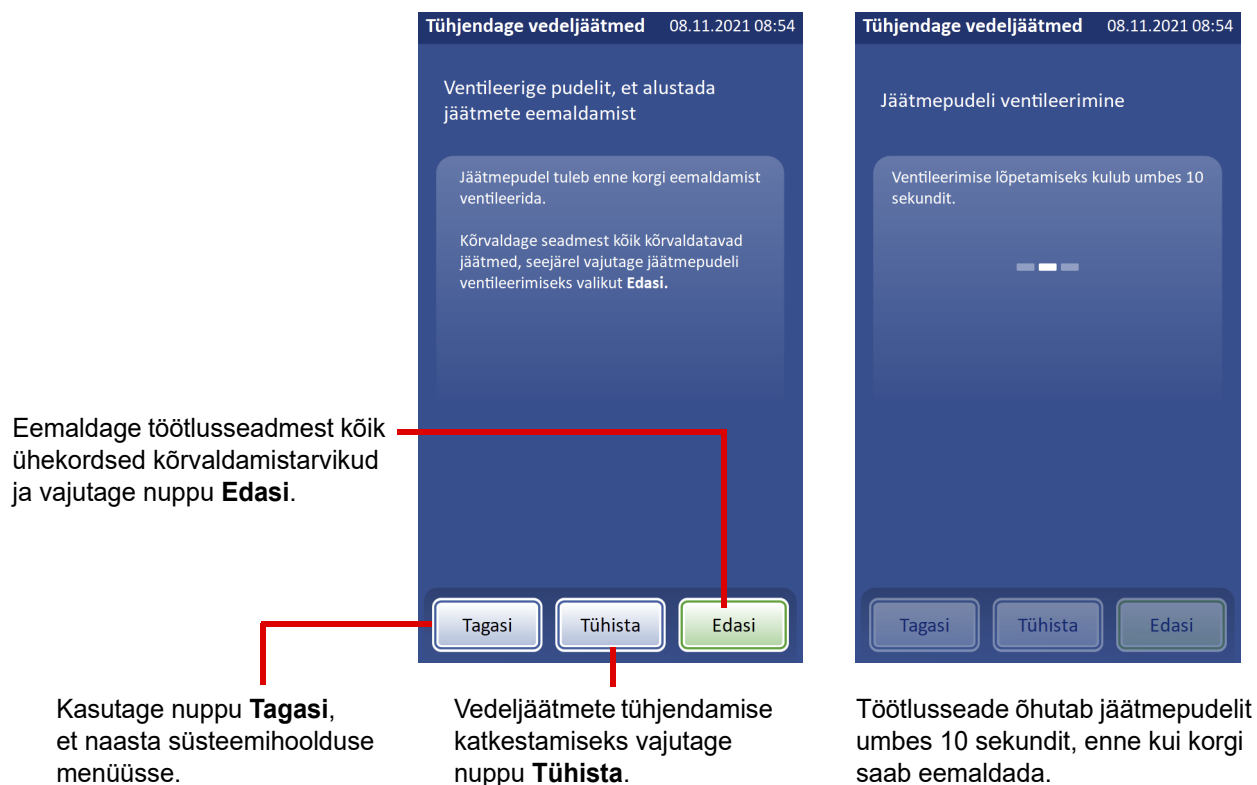 Tühjendage vedeljäätmed 08.11.2021 08:54
Ventileerige pudelit, et alustada
jäätmete eemaldamist
Jäätmepudel tuleb enne korgi eemaldamist
ventileerida.
Kõrvaldage seadmest kõik kõrvaldatavad
jäätmed, seejärel vajutage jäätmepudeli
ventileerimiseks valikut Edasi.
Tagasi Tühista Edasi
Tühjendage vedeljäätmed 08.11.2021 08:54
Jäätmepudeli ventileerimine
Ventileerimise lõpetamiseks kulub umbes 10
sekundit.
Tagasi Tühista Edasi
Eemaldage töötlusseadmest kõik
ühekordsed kõrvaldamistarvikud
ja vajutage nuppu Edasi.
Kasutage nuppu Tagasi,
et naasta süsteemihoolduse
menüüsse.
Vedeljäätmete tühjendamise
katkestamiseks vajutage
nuppu Tühista.
Töötlusseade õhutab jäätmepudelit
umbes 10 sekundit, enne kui korgi
saab eemaldada.